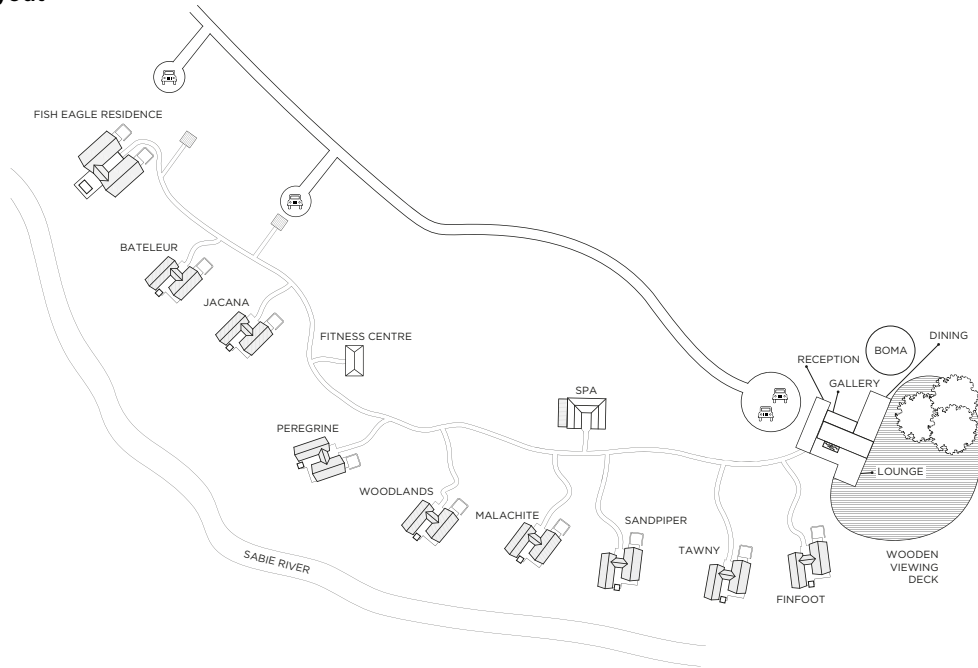 FISH EAGLE RESIDENCE
BATELEUR
JACANA
FITNESS CENTRE
DINING
BOMA
RECEPTION
GALLERY
SPA
PEREGRINE
LOUNGE
WOODLANDS
MALACHITE
SANDPIPER
TAWNY
WOODEN
VIEWING
DECK
SABIE RIVER
FINFOOT